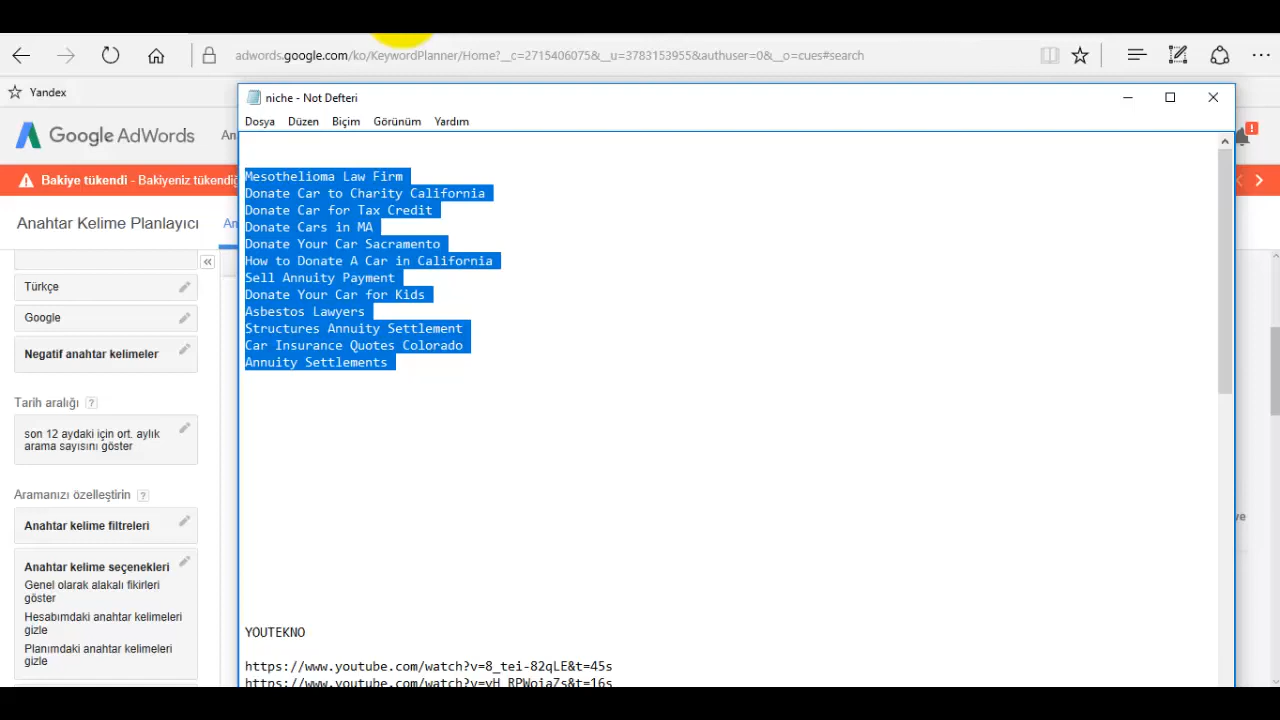 adwords.google.com/ko/KeywordPlanner/Home?__c=2715406075&__u=3783153955&authuser=0&__o=cues#search
Yandex
niche - Not Defteri
Dosya Düzen Biçim Görünüm Yardım
Google AdWords
An
Bakiye tükendi - Bakiyeniz tükendiğ
Anahtar Kelime Planlayıcı
An
Türkçe
Google
Negatif anahtar kelimeler
Tarih aralığı ?
son 12 aydaki için ort. aylık
arama sayısını göster
Aramanızı özelleştirin ?
Anahtar kelime filtreleri
Anahtar kelime seçenekleri
Genel olarak alakalı fikirleri
göster
Hesabımdaki anahtar kelimeleri
gizle
Planımdaki anahtar kelimeleri
gizle
Mesothelioma Law Firm
Donate Car to Charity California
Donate Car for Tax Credit
Donate Cars in MA
Donate Your Car Sacramento
How to Donate A Car in California
Sell Annuity Payment
Donate Your Car for Kids
Asbestos Lawyers
Structures Annuity Settlement
Car Insurance Quotes Colorado
Annuity Settlements
YOUTEKNO
https://www.youtube.com/watch?v=8_tei-82qLE&t=45s
ve